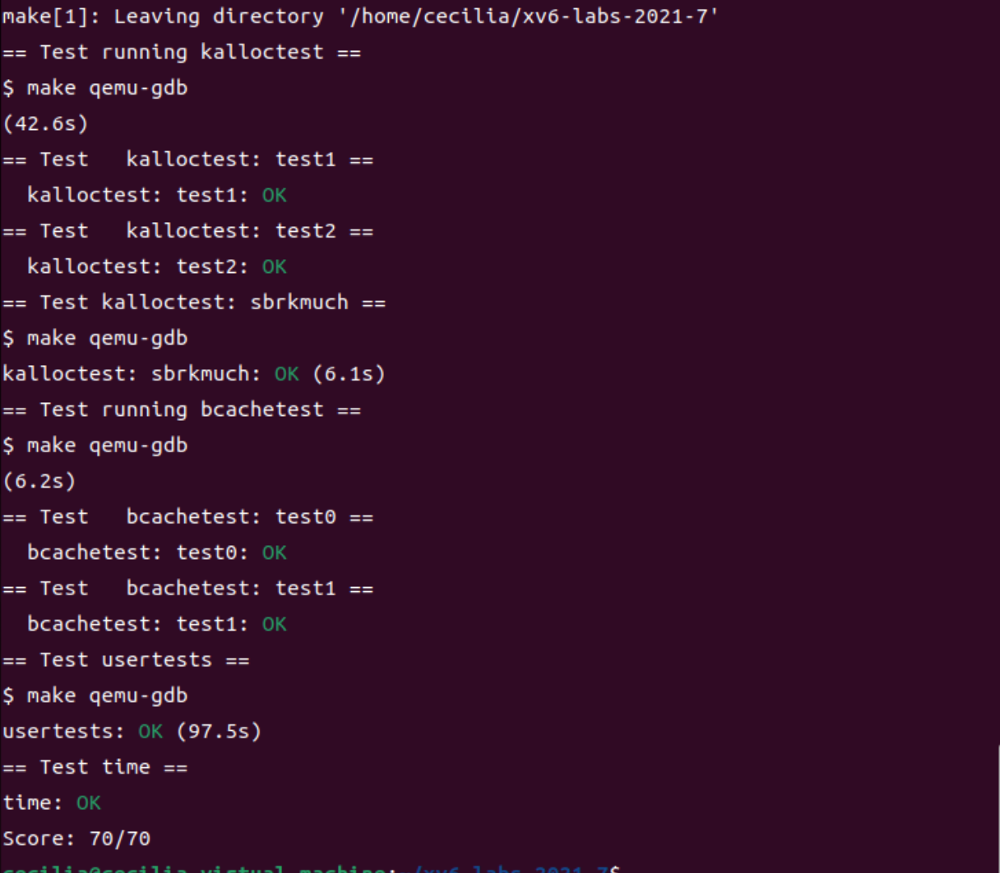 make[1]: Leaving directory '/home/cecilia/xv6-labs-2021-7'
== Test running kalloctest ==
$ make qemu-gdb
(42.6s)
== Test   kalloctest: test1 ==
  kalloctest: test1: OK
== Test   kalloctest: test2 ==
  kalloctest: test2: OK
== Test kalloctest: sbrkmuch ==
$ make qemu-gdb
kalloctest: sbrkmuch: OK (6.1s)
== Test running bcachetest ==
$ make qemu-gdb
(6.2s)
== Test   bcachetest: test0 ==
  bcachetest: test0: OK
== Test   bcachetest: test1 ==
  bcachetest: test1: OK
== Test usertests ==
$ make qemu-gdb
usertests: OK (97.5s)
== Test time ==
time: OK
Score: 70/70